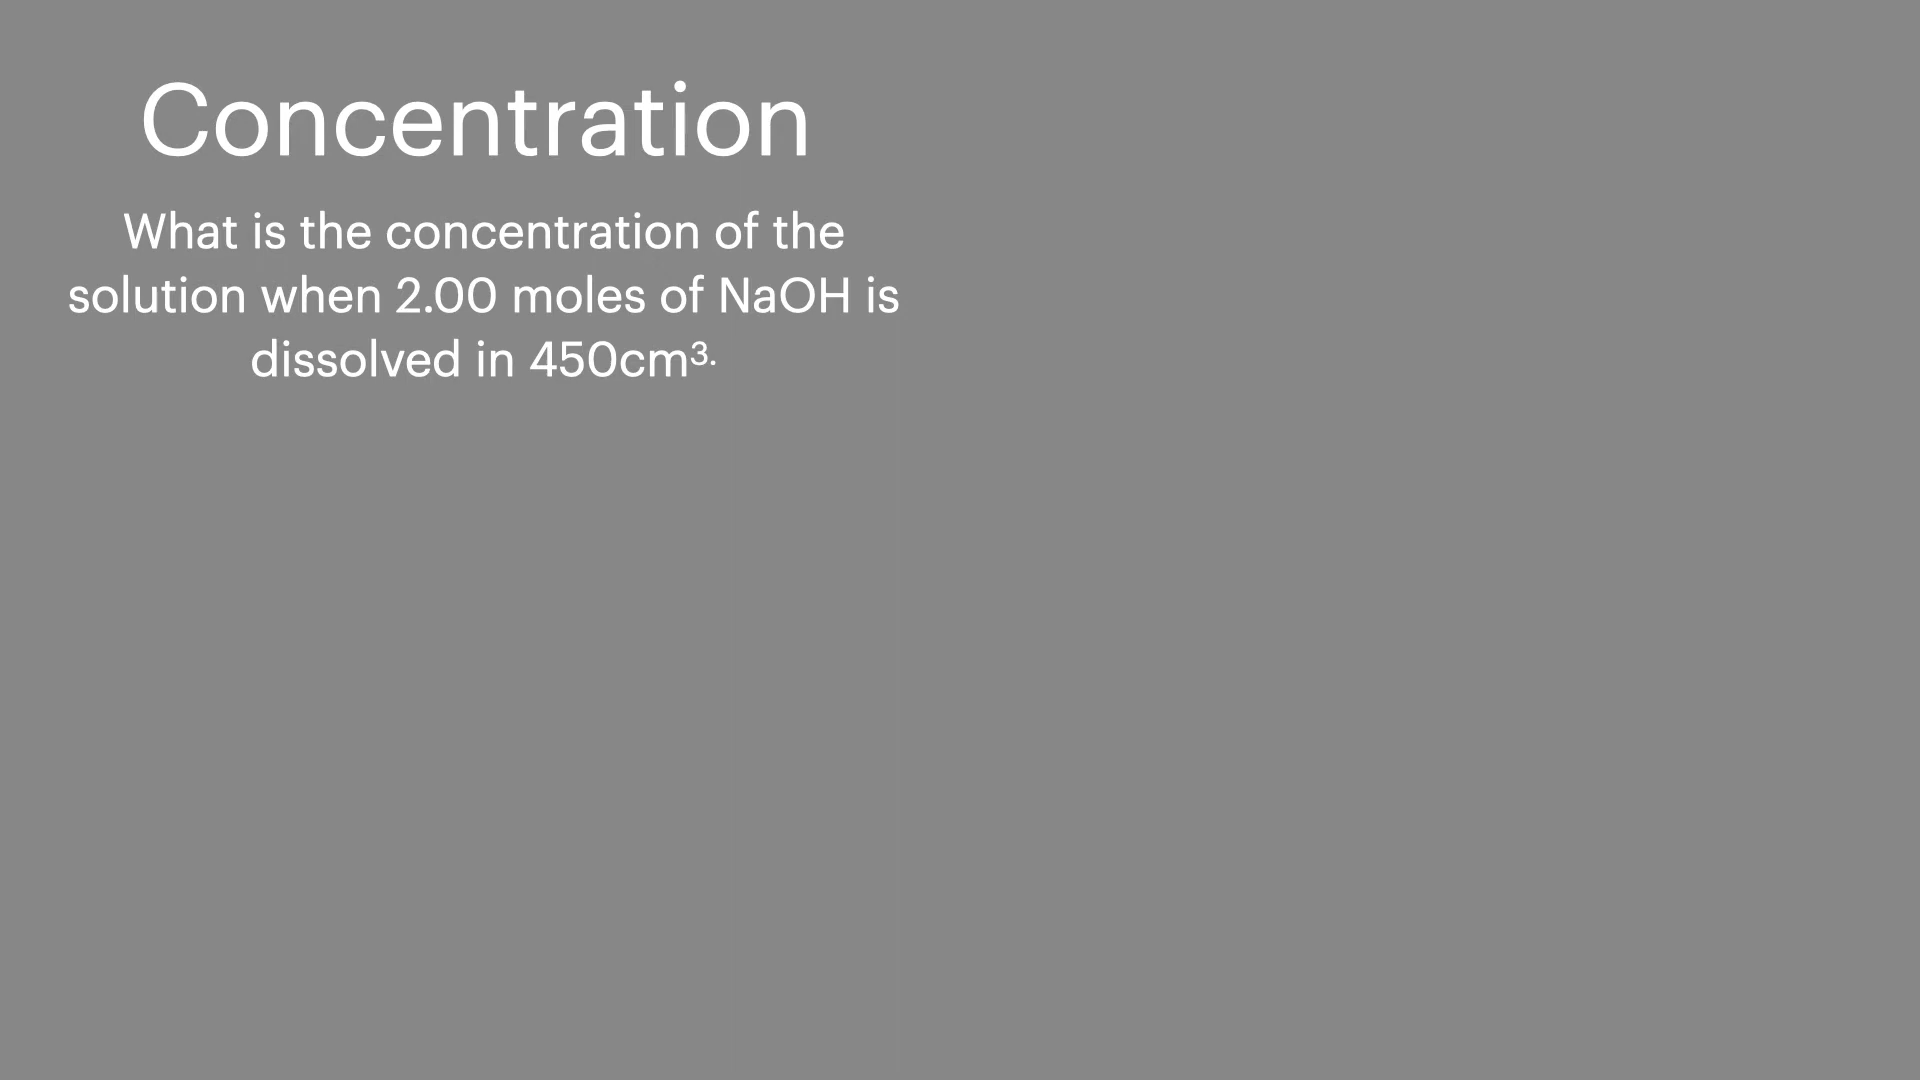 Concentration
What is the concentration of the
solution when 2.00 moles of NaOH is
dissolved in 450cm³·